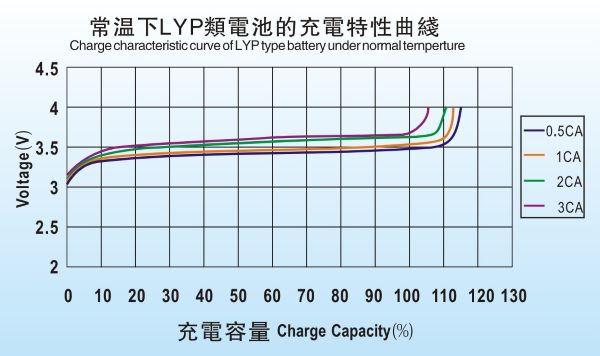 常温下LYP類電池的充電特性曲綫
Charge characteristic curve of LYP type battery under normal temperture
4.5
4
3.5
3
2.5
2
Voltage(V)
0.5CA
1CA
2CA
3CA
0 10 20 30 40 50 60 70 80 90 100 110 120 130
充電容量 Charge Capacity(%)